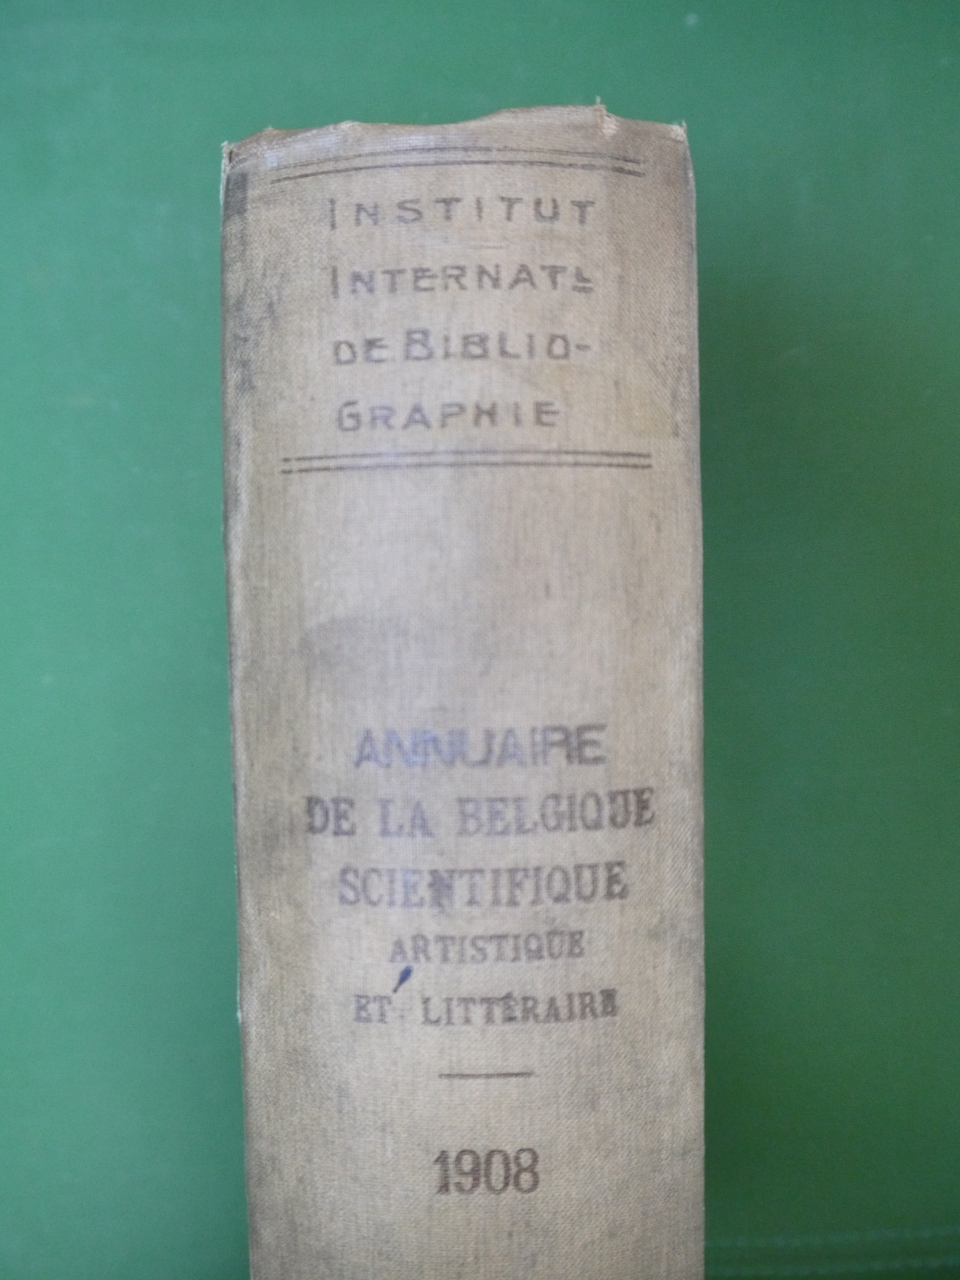 INSTITUT
INTERNATL
DE BIBLIO-
GRAPHIE
ANNUAIRE
DE LA BELGIQUE
SCIENTIFIQUE
ARTISTIQUE
ET LITTÉRAIRE
1908